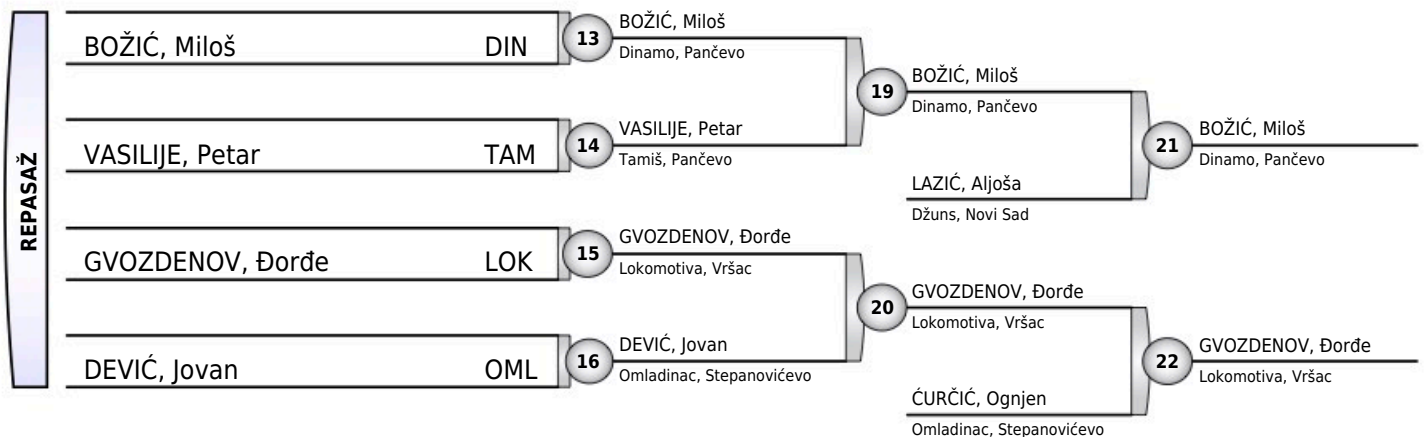 REPASAŽ
BOŽIĆ, Miloš DIN
13
BOŽIĆ, Miloš
Dinamo, Pančevo
19
BOŽIĆ, Miloš
Dinamo, Pančevo
VASILIJE, Petar TAM
14
VASILIJE, Petar
Tamiš, Pančevo
21
BOŽIĆ, Miloš
Dinamo, Pančevo
LAZIĆ, Aljoša
Džuns, Novi Sad
GVOZDENOV, Đorđe LOK
15
GVOZDENOV, Đorđe
Lokomotiva, Vršac
20
GVOZDENOV, Đorđe
Lokomotiva, Vršac
DEVIĆ, Jovan OML
16
DEVIĆ, Jovan
Omladinac, Stepanovićevo
22
GVOZDENOV, Đorđe
Lokomotiva, Vršac
ĆURČIĆ, Ognjen
Omladinac, Stepanovićevo